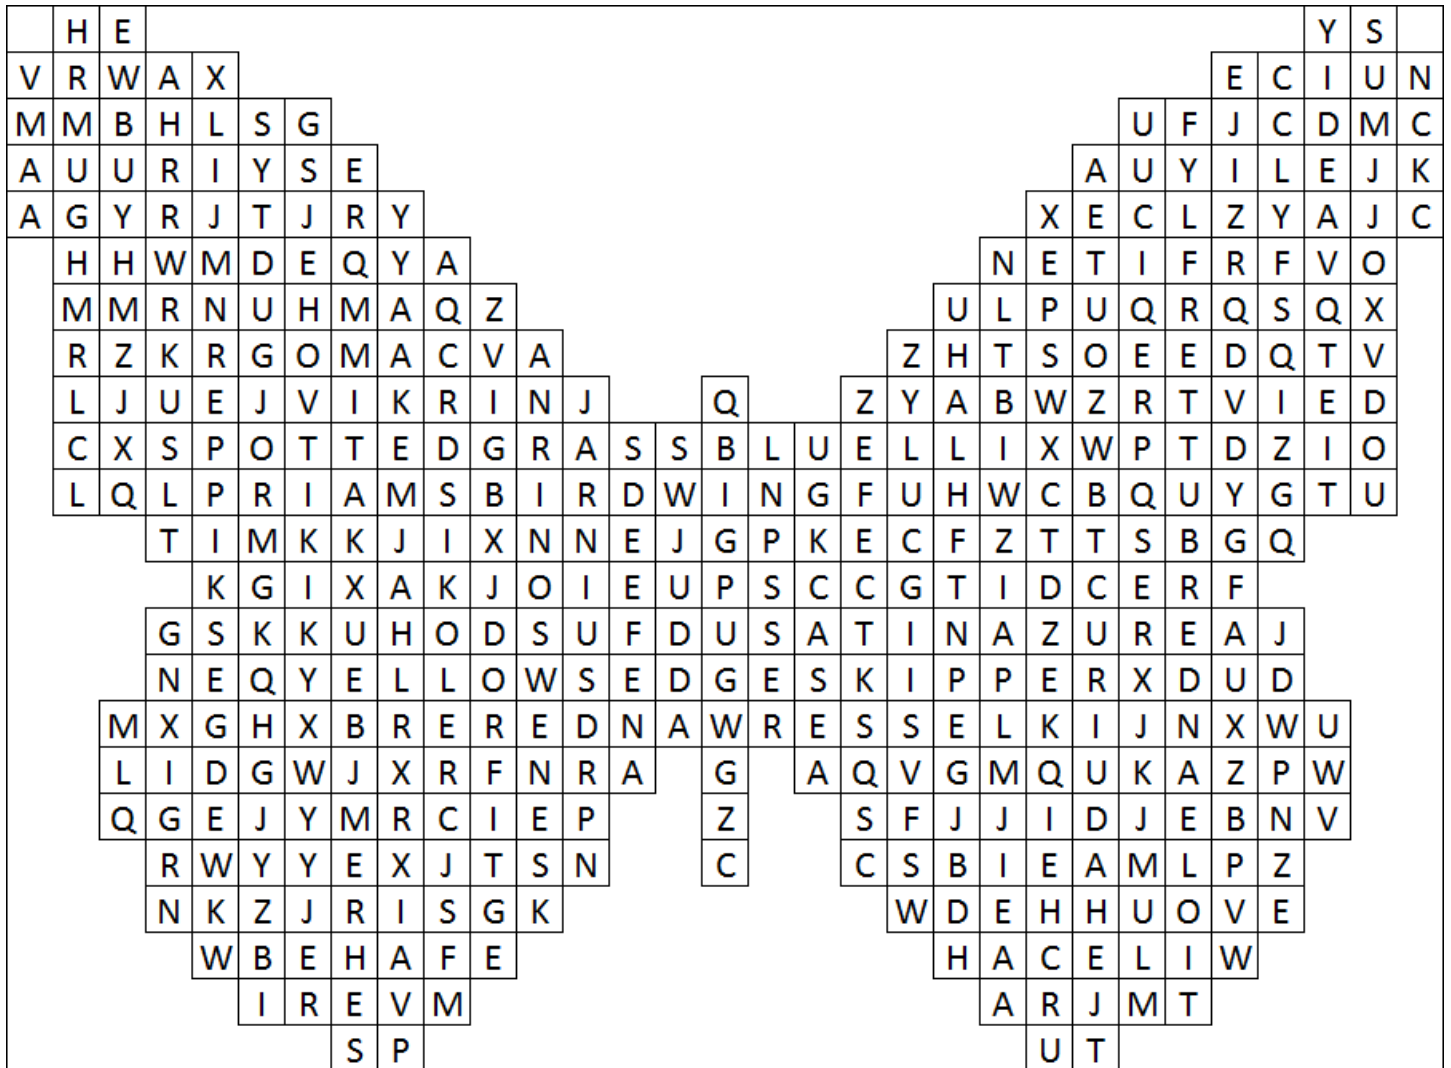 H E Y S
V R W A X E C I U N
M M B H L S G U F J C D M C
A U U R I Y S E A U Y I L E J K
A G Y R J T J R Y X E C L Z Y A J C
H H W M D E Q Y A N E T I F R F V O
M M R N U H M A Q Z U L P U Q R Q S Q X
R Z K R G O M A C V A Z H T S O E E D Q T V
L J U E J V I K R I N J Q Z Y A B W Z R T V I E D
C X S P O T T E D G R A S S B L U E L L I X W P T D Z I O
L Q L P R I A M S B I R D W I N G F U H W C B Q U Y G T U
T I M K K J I X N N E J G P K E C F Z T T S B G Q
K G I X A K J O I E U P S C C G T I D C E R F
G S K K U H O D S U F D U S A T I N A Z U R E A J
N E Q Y E L L O W S E D G E S K I P P E R X D U D
M X G H X B R E R E D N A W R E S S E L K I J N X W U
L I D G W J X R F N R A G A Q V G M Q U K A Z P W
Q G E J Y M R C I E P Z S F J J I D J E B N V
R W Y Y E X J T S N C C S B I E A M L P Z
N K Z J R I S G K W D E H H U O V E
W B E H A F E H A C E L I W
I R E V M A R J M T
S P U T